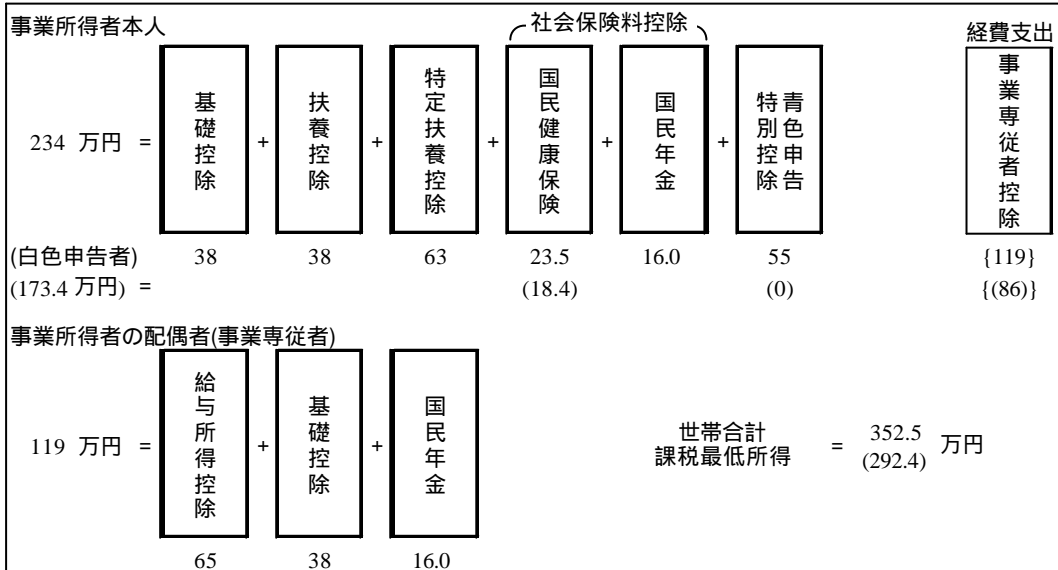 事業所得者本人
社会保険料控除
経費支出
234 万円 = 基礎控除 + 扶養控除 + 特定扶養控除 + 国民健康保険 + 国民年金 + 青色申告特別控除 事業専従者控除
(白色申告者) 38 38 63 23.5 16.0 55 {119}
(173.4 万円) = (18.4) (0) {(86)}
事業所得者の配偶者(事業専従者)
119 万円 = 給与所得控除 + 基礎控除 + 国民年金
世帯合計
課税最低所得 = 352.5 万円
(292.4)
65 38 16.0